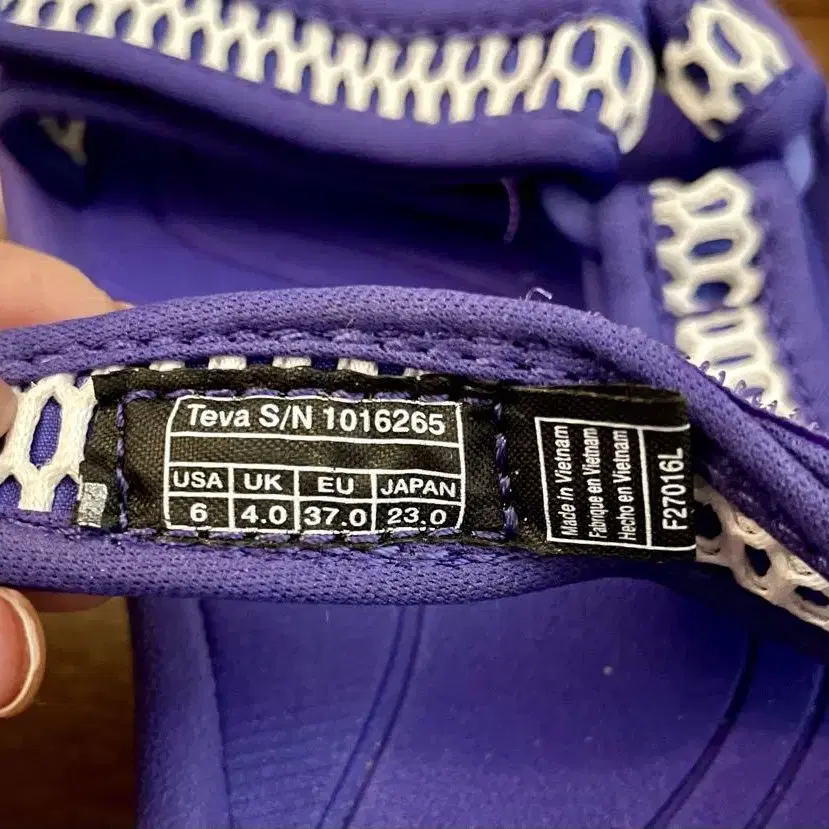 Teva S/N 1016265
USA UK EU JAPAN
6 4.0 37.0 23.0
Made in Vietnam
Fabriqué en Vietnam
Hecho en Vietnam
F27016L